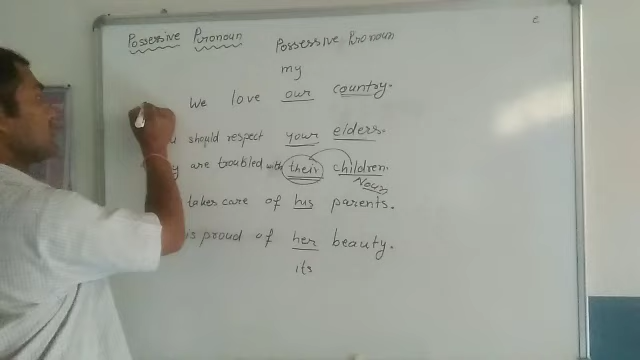 Possessive Pronoun
Possessive Pronoun
my
We love our country.
should respect your elders.
are troubled with their children.
Noun
takes care of his parents.
is proud of her beauty.
its